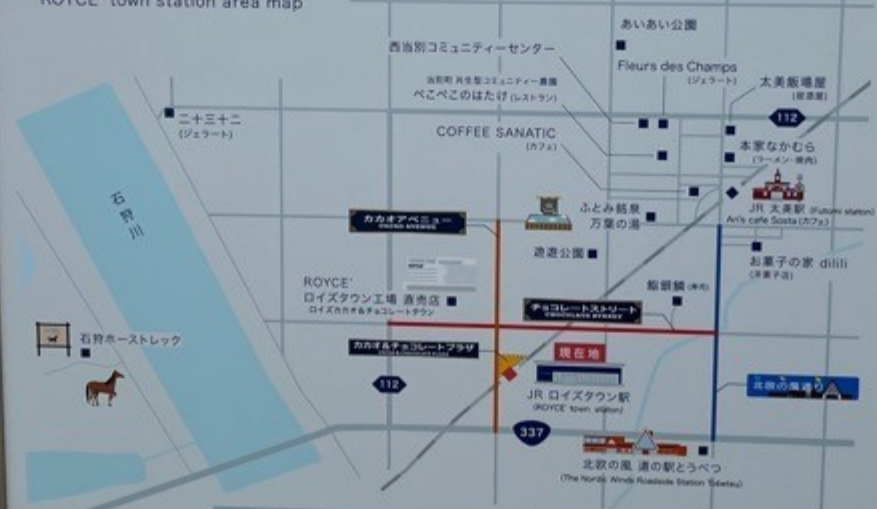 ROYCE' town station area map
あいあい公園
西当別コミュニティーセンター
Fleurs des Champs
(ジェラート)
当別町 共生型コミュニティー農園
ぺこぺこのはたけ (レストラン)
太美飯場屋
(居酒屋)
112
二十三十二
(ジェラート)
COFFEE SANATIC
(カフェ)
本家なかむら
(ラーメン・焼肉)
石狩川
カカオアベニュー
CACAO AVENUE
ふとみ銘泉
万葉の湯
JR 太美駅 (Futomi station)
Ari's cafe Sosta (カフェ)
遊遊公園
お菓子の家 dilili
(洋菓子店)
ROYCE'
ロイズタウン工場 直売店
ロイズカカオ&チョコレートタウン
鮨銀鱗 (寿司)
チョコレートストリート
石狩ホーストレック
カカオ&チョコレートプラザ
現在地
112
JR ロイズタウン駅
(ROYCE' town station)
北欧の風通り
337
北欧の風 道の駅とうべつ
(The Nordic Winds Roadside Station Tobetsu)